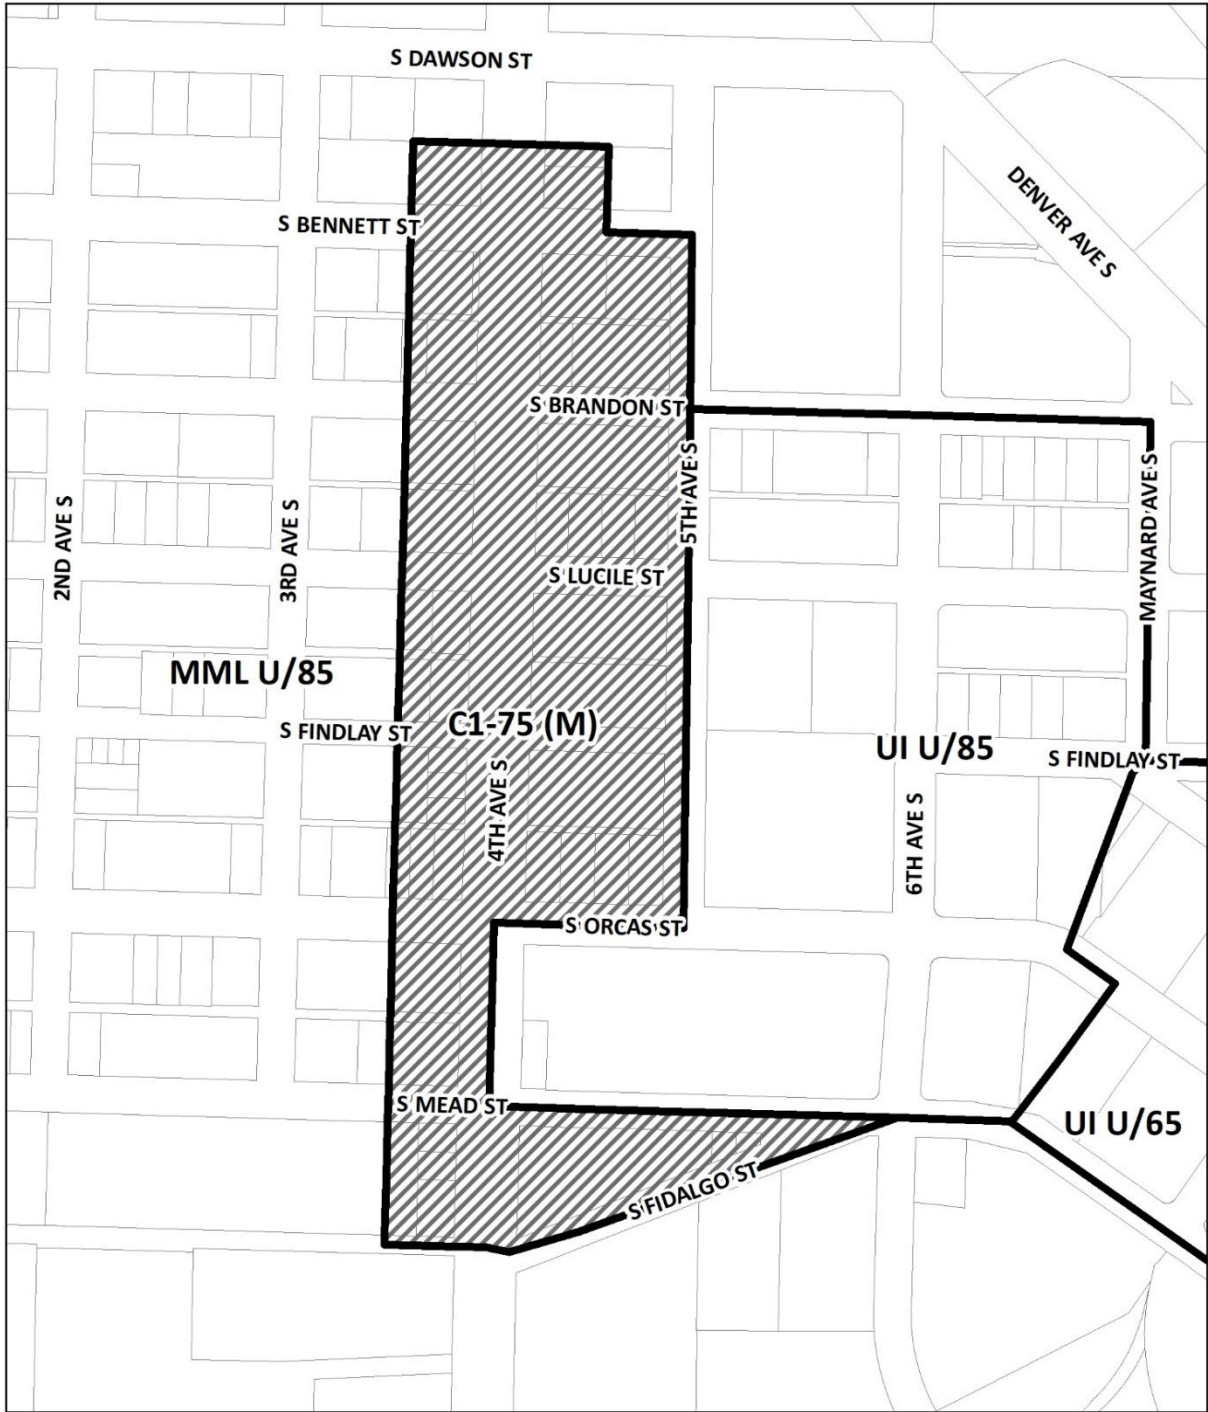 S DAWSON ST
DENVER AVE S
S BENNETT ST
S BRANDON ST
5TH AVE S
MAYNARD AVE S
2ND AVE S
3RD AVE S
S LUCILE ST
MML U/85
S FINDLAY ST
C1-75 (M)
UI U/85
S FINDLAY ST
4TH AVE S
6TH AVE S
S ORCAS ST
S MEAD ST
UI U/65
S FIDALGO ST